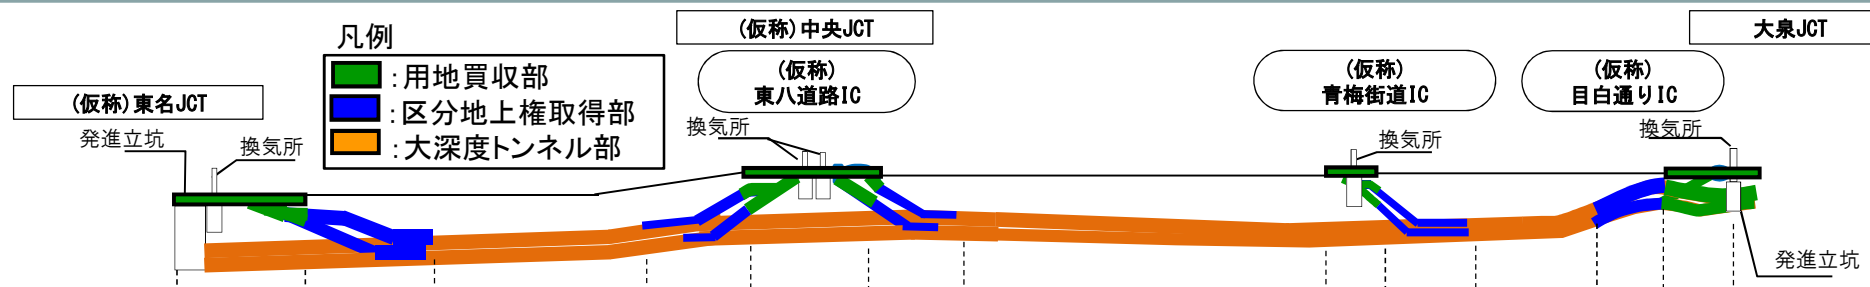 凡例
:用地買収部
:区分地上権取得部
:大深度トンネル部
(仮称)東名JCT
発進立坑
換気所
(仮称)中央JCT
(仮称)
東八道路IC
換気所
(仮称)
青梅街道IC
換気所
大泉JCT
(仮称)
目白通りIC
換気所
発進立坑